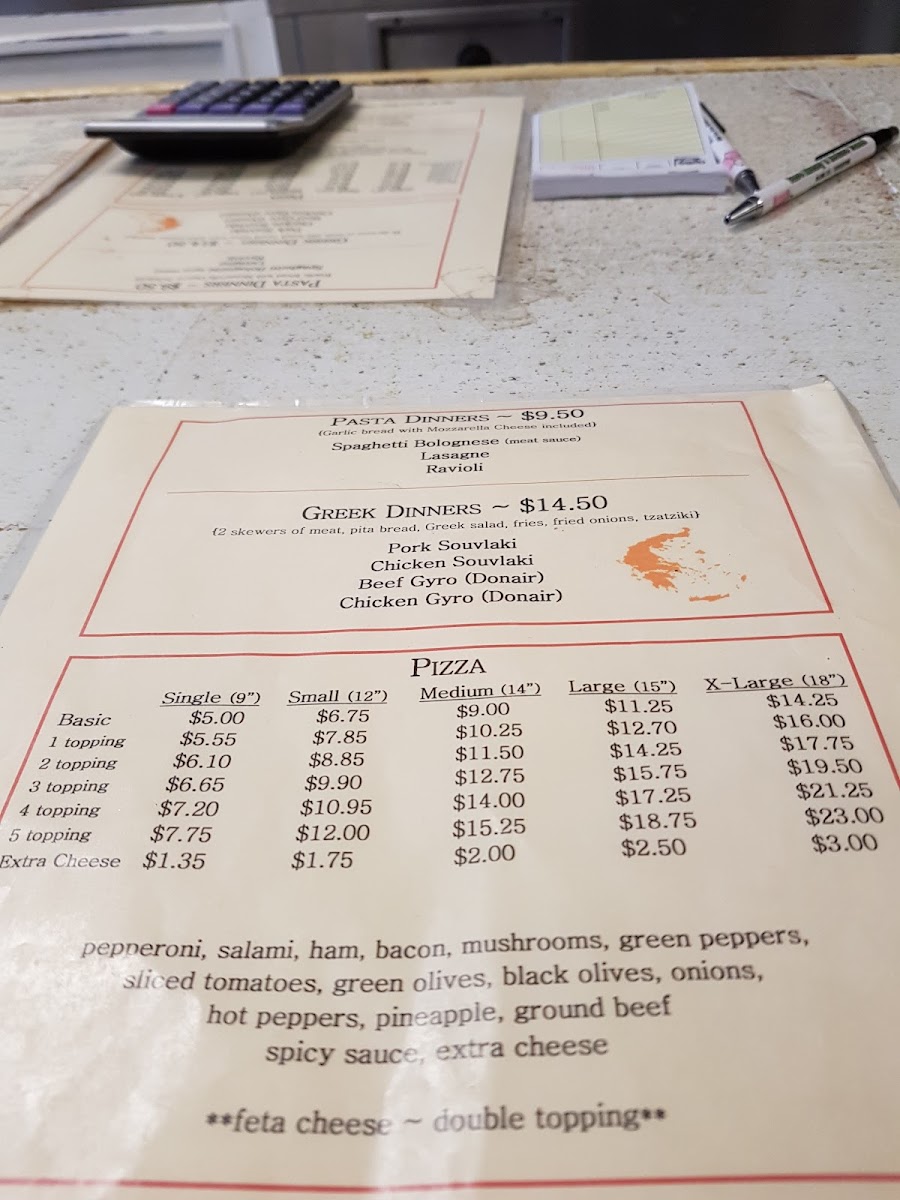 PASTA DINNERS ~ $9.50
{Garlic bread with Mozzarella Cheese included}
Spaghetti Bolognese (meat sauce)
Lasagne
Ravioli
GREEK DINNERS ~ $14.50
{2 skewers of meat, pita bread, Greek salad, fries, fried onions, tzatziki}
Pork Souvlaki
Chicken Souvlaki
Beef Gyro (Donair)
Chicken Gyro (Donair)
PIZZA
Single (9") Small (12") Medium (14") Large (15") X-Large (18")
Basic $5.00 $6.75 $9.00 $11.25 $14.25
1 topping $5.55 $7.85 $10.25 $12.70 $16.00
2 topping $6.10 $8.85 $11.50 $14.25 $17.75
3 topping $6.65 $9.90 $12.75 $15.75 $19.50
4 topping $7.20 $10.95 $14.00 $17.25 $21.25
5 topping $7.75 $12.00 $15.25 $18.75 $23.00
Extra Cheese $1.35 $1.75 $2.00 $2.50 $3.00
pepperoni, salami, ham, bacon, mushrooms, green peppers,
sliced tomatoes, green olives, black olives, onions,
hot peppers, pineapple, ground beef
spicy sauce, extra cheese
**feta cheese ~ double topping**
PASTA DINNERS ~ $9.50